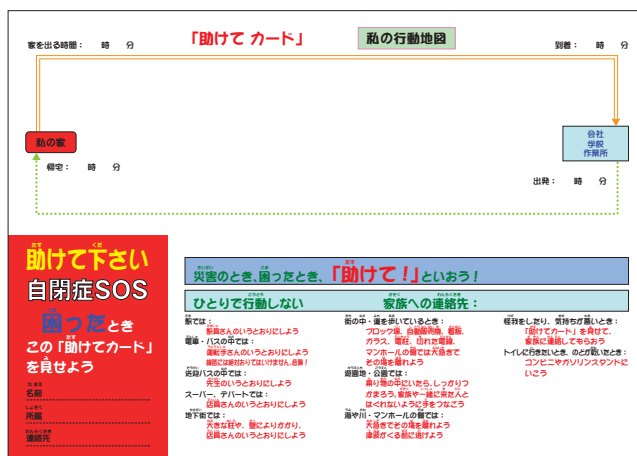 「助けて カード」
私の行動地図
家を出る時間： 時 分
到着： 時 分
私の家
会社
学校
作業所
帰宅： 時 分
出発： 時 分
助けて下さい
自閉症SOS
困ったとき
この「助けてカード」
を見せよう
名前
所属
連絡先
災害のとき、困ったとき、「助けて！」といおう！
ひとりで行動しない 家族への連絡先：
駅では：
駅員さんのいうとおりにしよう
電車・バスの中では：
運転手さんのいうとおりにしよう
線路には絶対おりてはいけません、危険！
送迎バスの中では：
先生のいうとおりにしよう
スーパー、デパートでは：
店員さんのいうとおりにしよう
地下街では：
大きな柱や、壁によりかかり、
店員さんのいうとおりにしよう
街の中・道を歩いているとき：
ブロック塀、自動販売機、看板、
ガラス、電柱、切れた電線、
マンホールの側では大急ぎで
その場を離れよう
遊園地・公園では：
乗り物の中にいたら、しっかりつ
かまろう、家族や一緒に来た人と
はぐれないように手をつなごう
海や川・マンホールの側では：
大急ぎでその場を離れよう
津波がくる前に逃げよう
怪我をしたり、気持ちが悪いとき：
「助けてカード」を見せて、
家族に連絡してもらおう
トイレに行きたいとき、のどが乾いたとき：
コンビニやガソリンスタンドに
いこう